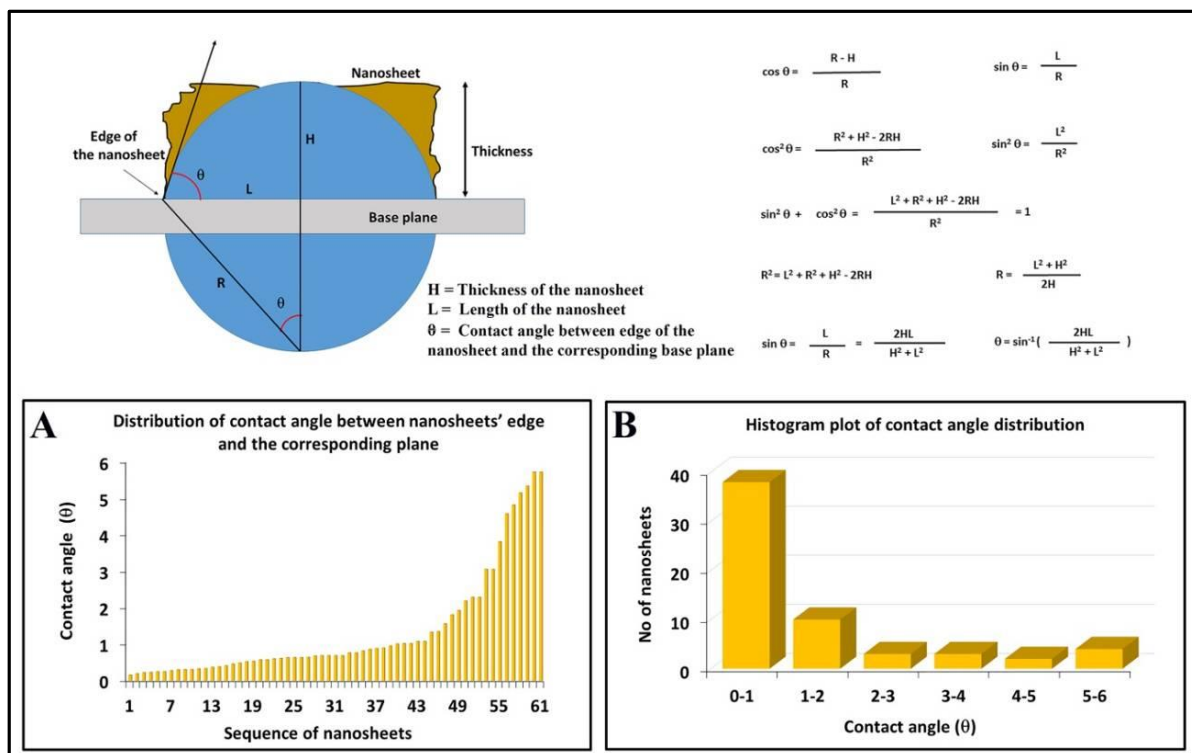 Nanosheet
Edge of
the nanosheet
θ
H
L
Thickness
Base plane
R
θ
H = Thickness of the nanosheet
L = Length of the nanosheet
θ = Contact angle between edge of the
nanosheet and the corresponding base plane
cos θ = (R - H) / R
sin θ = L / R
cos² θ = (R² + H² - 2RH) / R²
sin² θ = L² / R²
sin² θ + cos² θ = (L² + R² + H² - 2RH) / R² = 1
R² = L² + R² + H² - 2RH
R = (L² + H²) / 2H
sin θ = L / R = 2HL / (H² + L²)
θ = sin⁻¹( 2HL / (H² + L²) )
A
Distribution of contact angle between nanosheets’ edge
and the corresponding plane
Contact angle (θ)
6
5
4
3
2
1
0
1 7 13 19 25 31 37 43 49 55 61
Sequence of nanosheets
B
Histogram plot of contact angle distribution
No of nanosheets
40
30
20
10
0
0-1 1-2 2-3 3-4 4-5 5-6
Contact angle (θ)